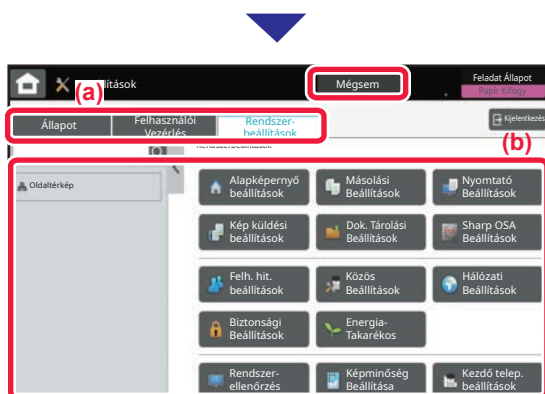 Mégsem
Feladat Állapot
Papír Kifogy
(a)
Állapot
Felhasználói
Vezérlés
Rendszer-
beállítások
Kijelentkezés
(b)
Oldaltérkép
Alapképernyő
beállítások
Másolási
Beállítások
Nyomtató
Beállítások
Kép küldési
beállítások
Dok. Tárolási
Beállítások
Sharp OSA
Beállítások
Felh. hit.
beállítások
Közös
Beállítások
Hálózati
Beállítások
Biztonsági
Beállítások
Energia-
Takarékos
Rendszer-
ellenőrzés
Képminőség
Beállítása
Kezdő telep.
beállítások